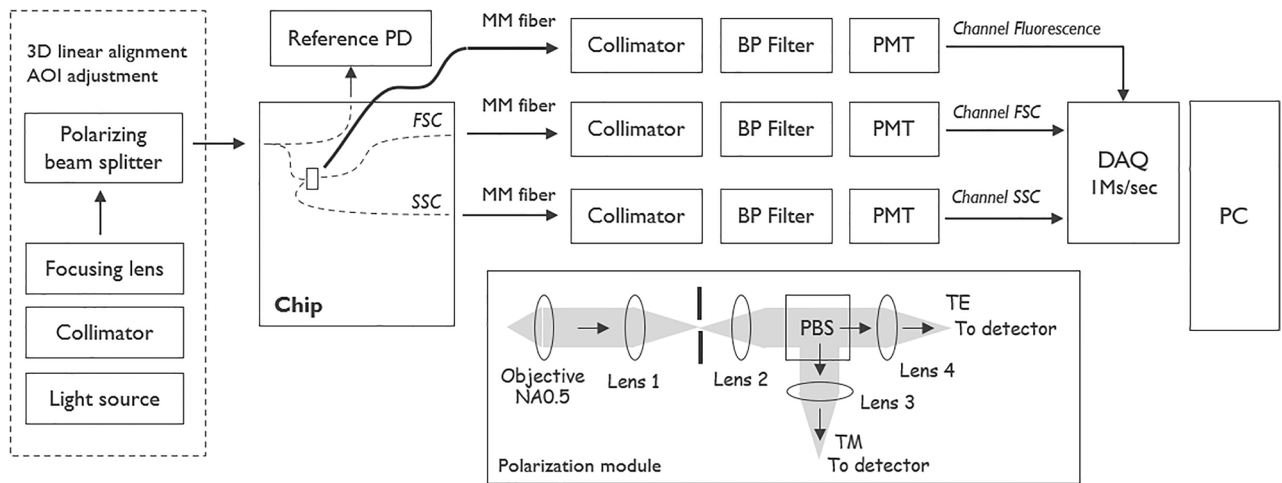 3D linear alignment
AOI adjustment
Polarizing
beam splitter
Focusing lens
Collimator
Light source
Reference PD
FSC
SSC
Chip
MM fiber
Collimator
BP Filter
PMT
Channel Fluorescence
MM fiber
Collimator
BP Filter
PMT
Channel FSC
MM fiber
Collimator
BP Filter
PMT
Channel SSC
DAQ
1Ms/sec
PC
Objective
NA0.5
Lens 1
Lens 2
PBS
Lens 4
TE
To detector
Lens 3
TM
To detector
Polarization module